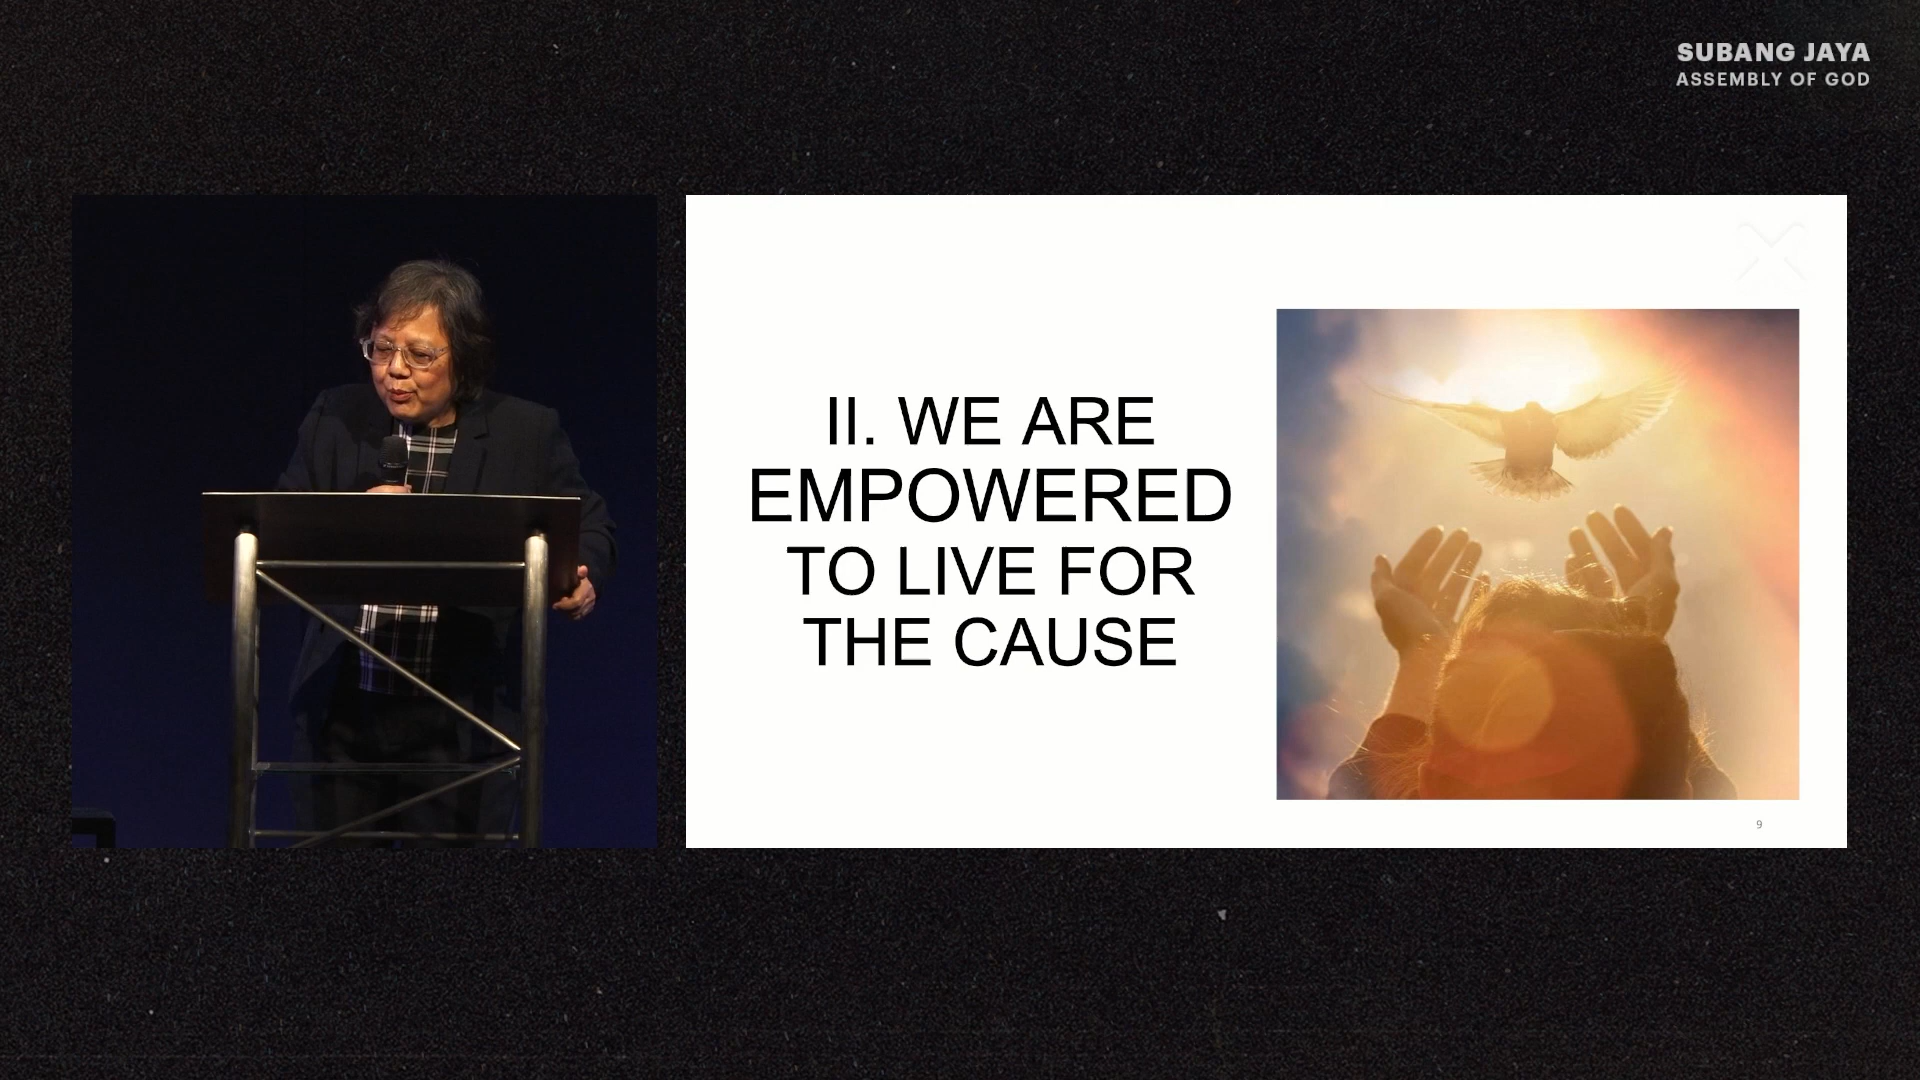 SUBANG JAYA
ASSEMBLY OF GOD
II. WE ARE
EMPOWERED
TO LIVE FOR
THE CAUSE
9